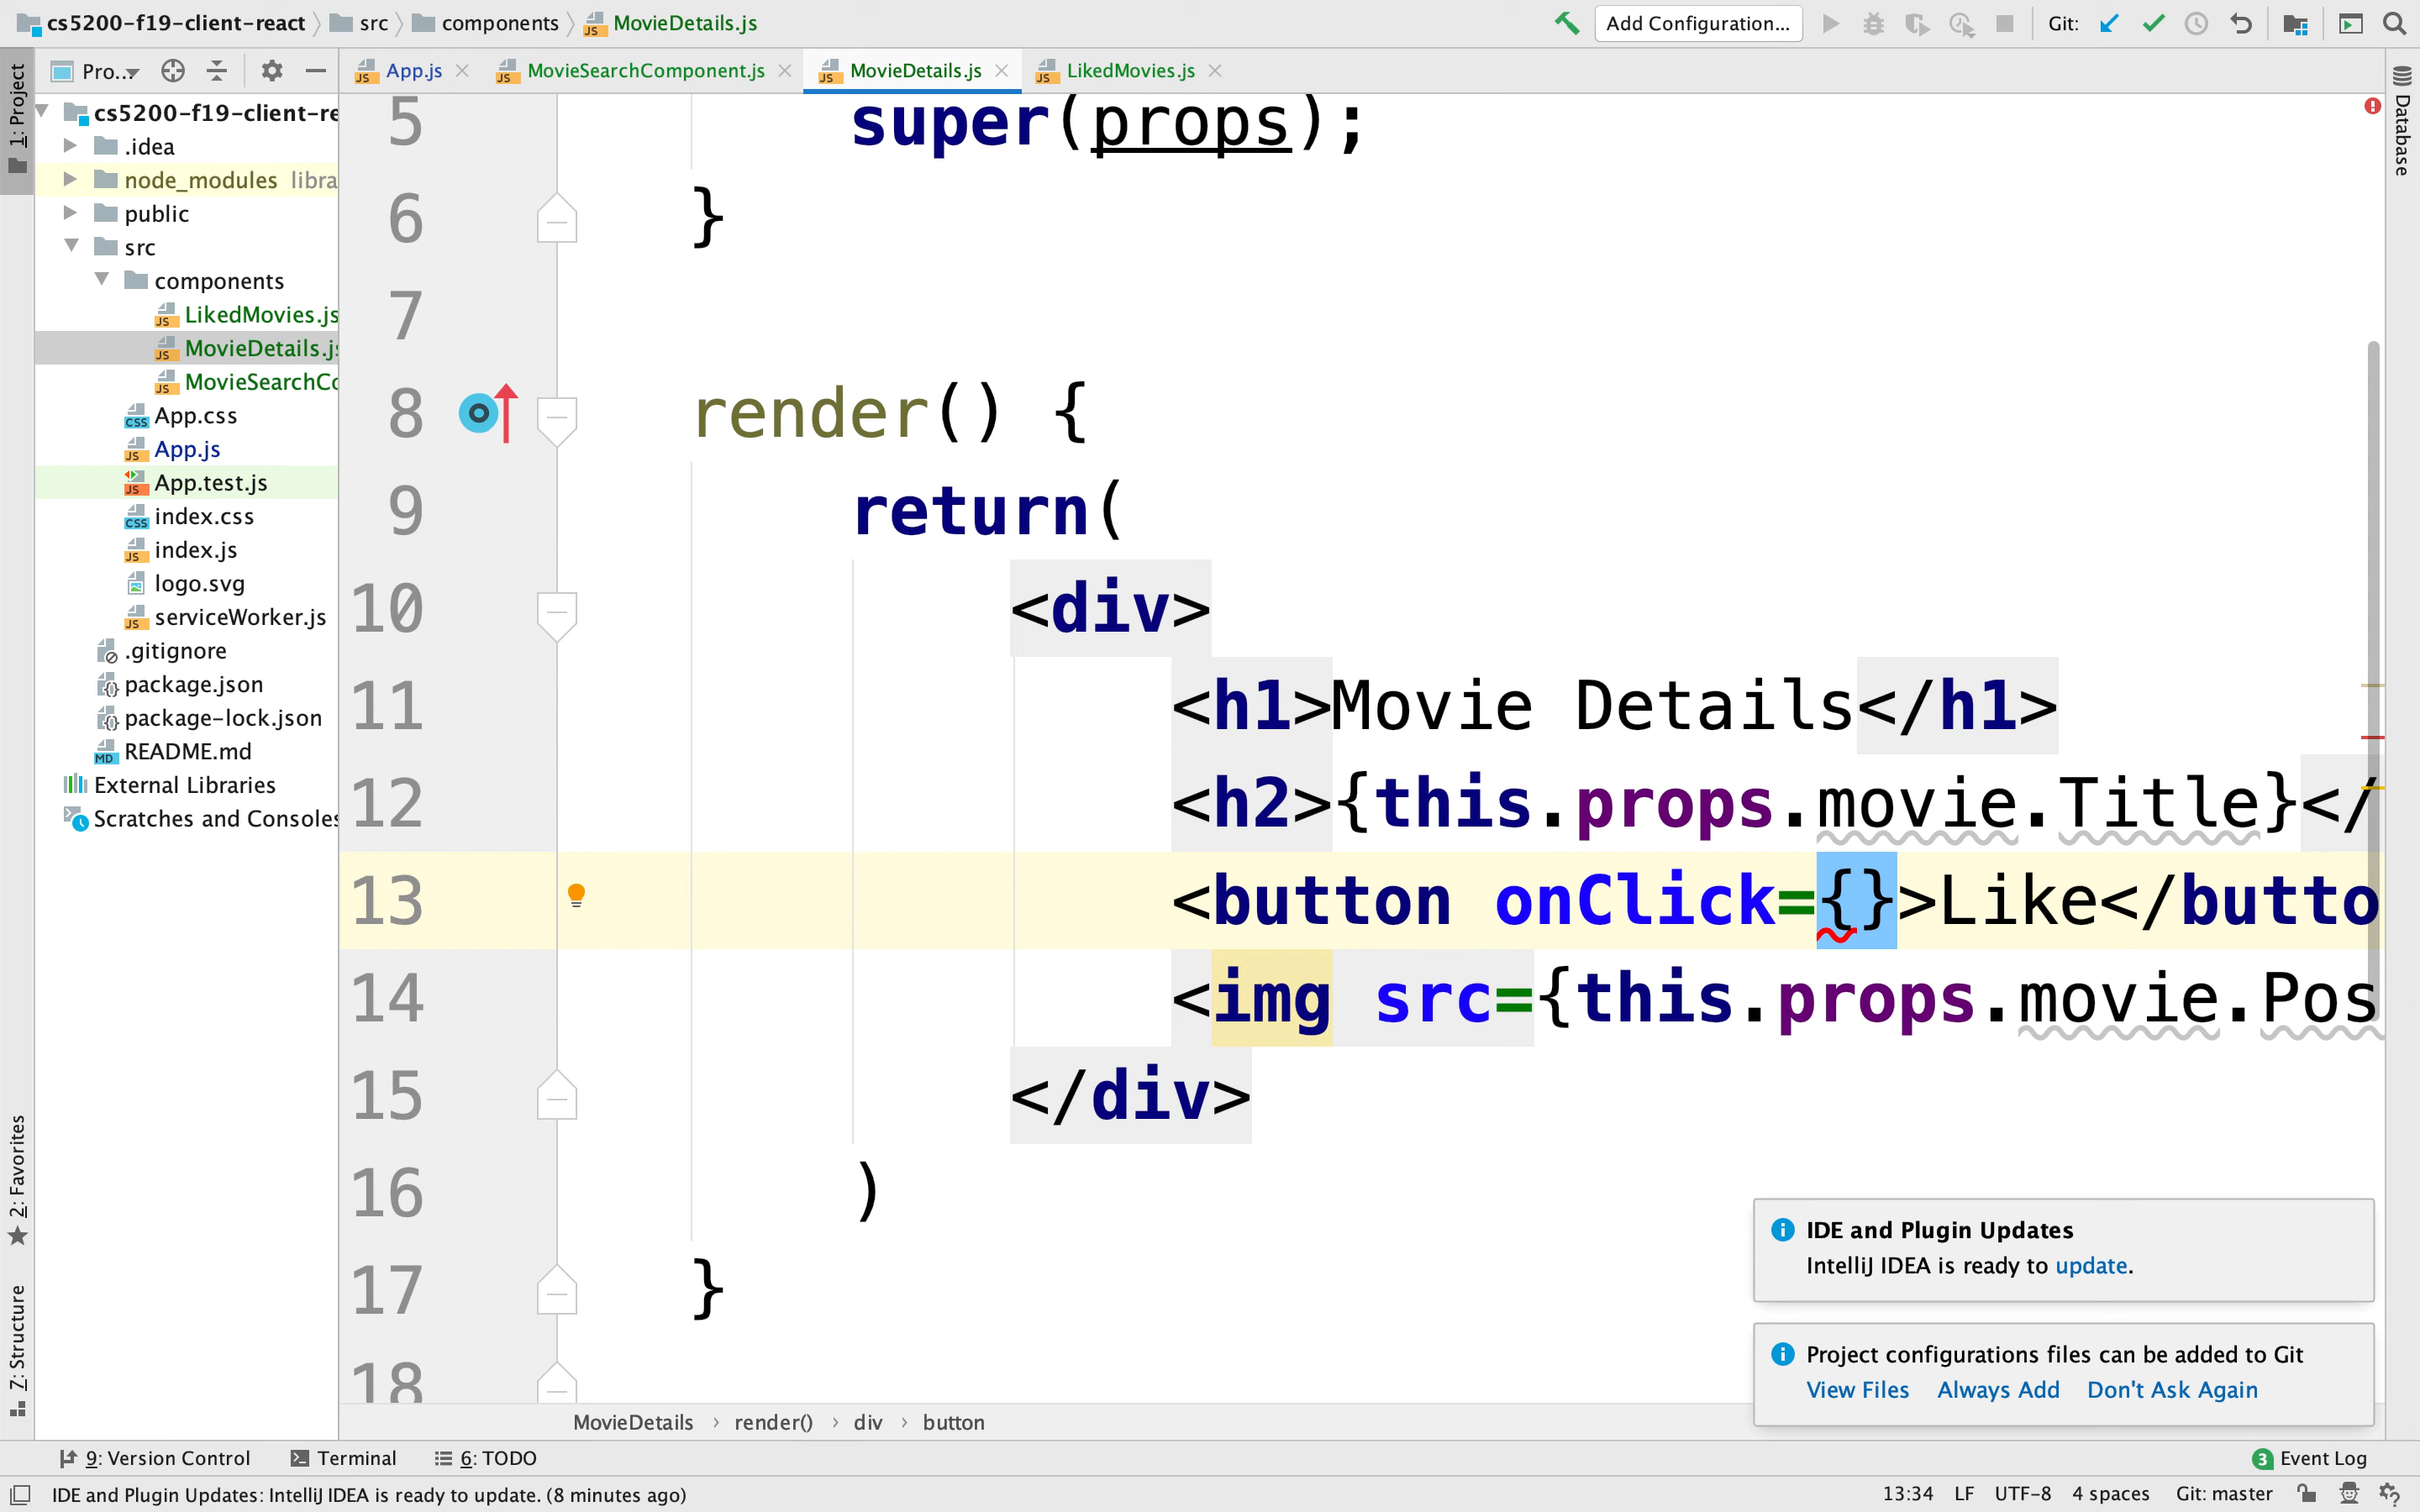 cs5200-f19-client-react src components MovieDetails.js
Add Configuration...
Git:
1: Project
Pro...
App.js
MovieSearchComponent.js
MovieDetails.js
LikedMovies.js
Database
cs5200-f19-client-re
.idea
node_modules libra
public
src
components
LikedMovies.js
MovieDetails.js
MovieSearchCo
App.css
App.js
App.test.js
index.css
index.js
logo.svg
serviceWorker.js
.gitignore
package.json
package-lock.json
README.md
External Libraries
Scratches and Consoles
5 super(props);
6 }
7
8 render() {
9 return(
10 <div>
11 <h1>Movie Details</h1>
12 <h2>{this.props.movie.Title}</
13 <button onClick={}>Like</butto
14 <img src={this.props.movie.Pos
15 </div>
16 )
17 }
18
2: Favorites
7: Structure
IDE and Plugin Updates
IntelliJ IDEA is ready to update.
Project configurations files can be added to Git
View Files Always Add Don't Ask Again
MovieDetails › render() › div › button
9: Version Control
Terminal
6: TODO
3 Event Log
IDE and Plugin Updates: IntelliJ IDEA is ready to update. (8 minutes ago)
13:34 LF UTF-8 4 spaces Git: master